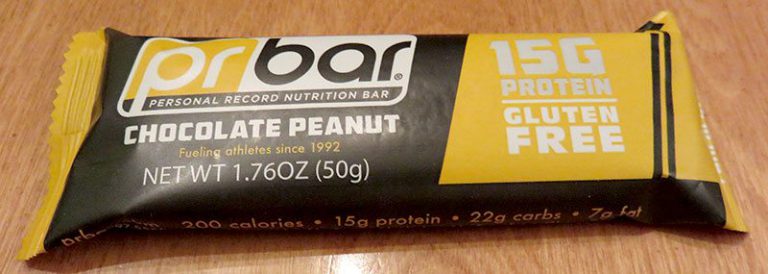 prbar®
PERSONAL RECORD NUTRITION BAR
CHOCOLATE PEANUT
Fueling athletes since 1992
NET WT 1.76OZ (50g)
15G
PROTEIN
GLUTEN
FREE
200 calories • 15g protein • 22g carbs • 7g fat